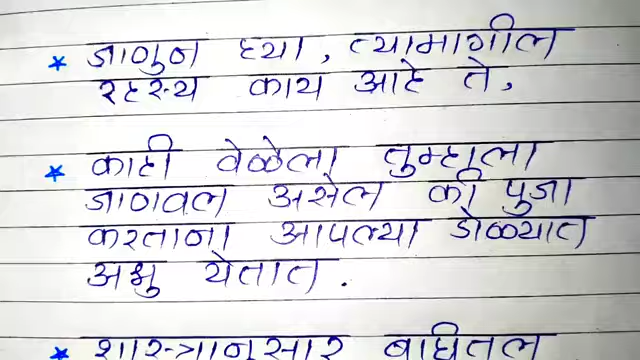 * जाणुन घ्या, त्यामागील
रहस्य काय आहे ते,
* काही वेळेला तुम्हाला
जाणवल असेल की पुजा
करताना आपल्या डोळ्यात
अश्रु येतात.
* शास्त्रानुसार बघितल